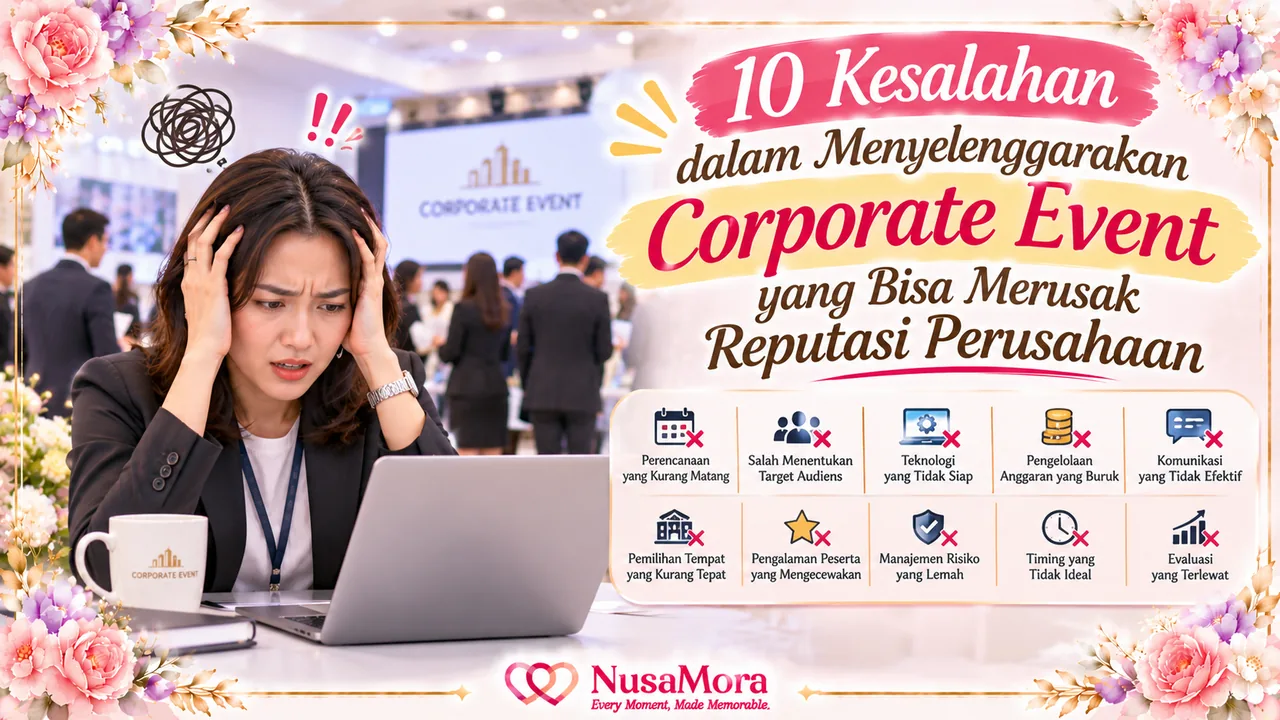 10 Kesalahan
dalam Menyelenggarakan
Corporate Event
yang Bisa Merusak
Reputasi Perusahaan
!!
CORPORATE EVENT
Perencanaan
yang Kurang Matang
Salah Menentukan
Target Audiens
Teknologi
yang Tidak Siap
Pengelolaan
Anggaran yang Buruk
Komunikasi
yang Tidak Efektif
Pemilihan Tempat
yang Kurang Tepat
Pengalaman Peserta
yang Mengecewakan
Manajemen Risiko
yang Lemah
Timing yang
Tidak Ideal
Evaluasi
yang Terlewat
CORPORATE EVENT
NusaMora
Every Moment, Made Memorable.